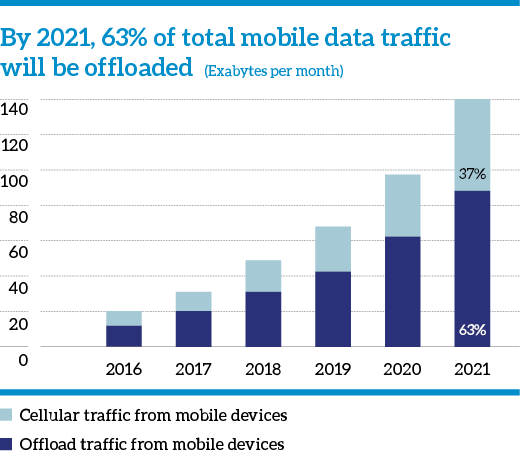 By 2021, 63% of total mobile data traffic
will be offloaded (Exabytes per month)
140
120
100
80
60
40
20
0
37%
63%
2016 2017 2018 2019 2020 2021
Cellular traffic from mobile devices
Offload traffic from mobile devices